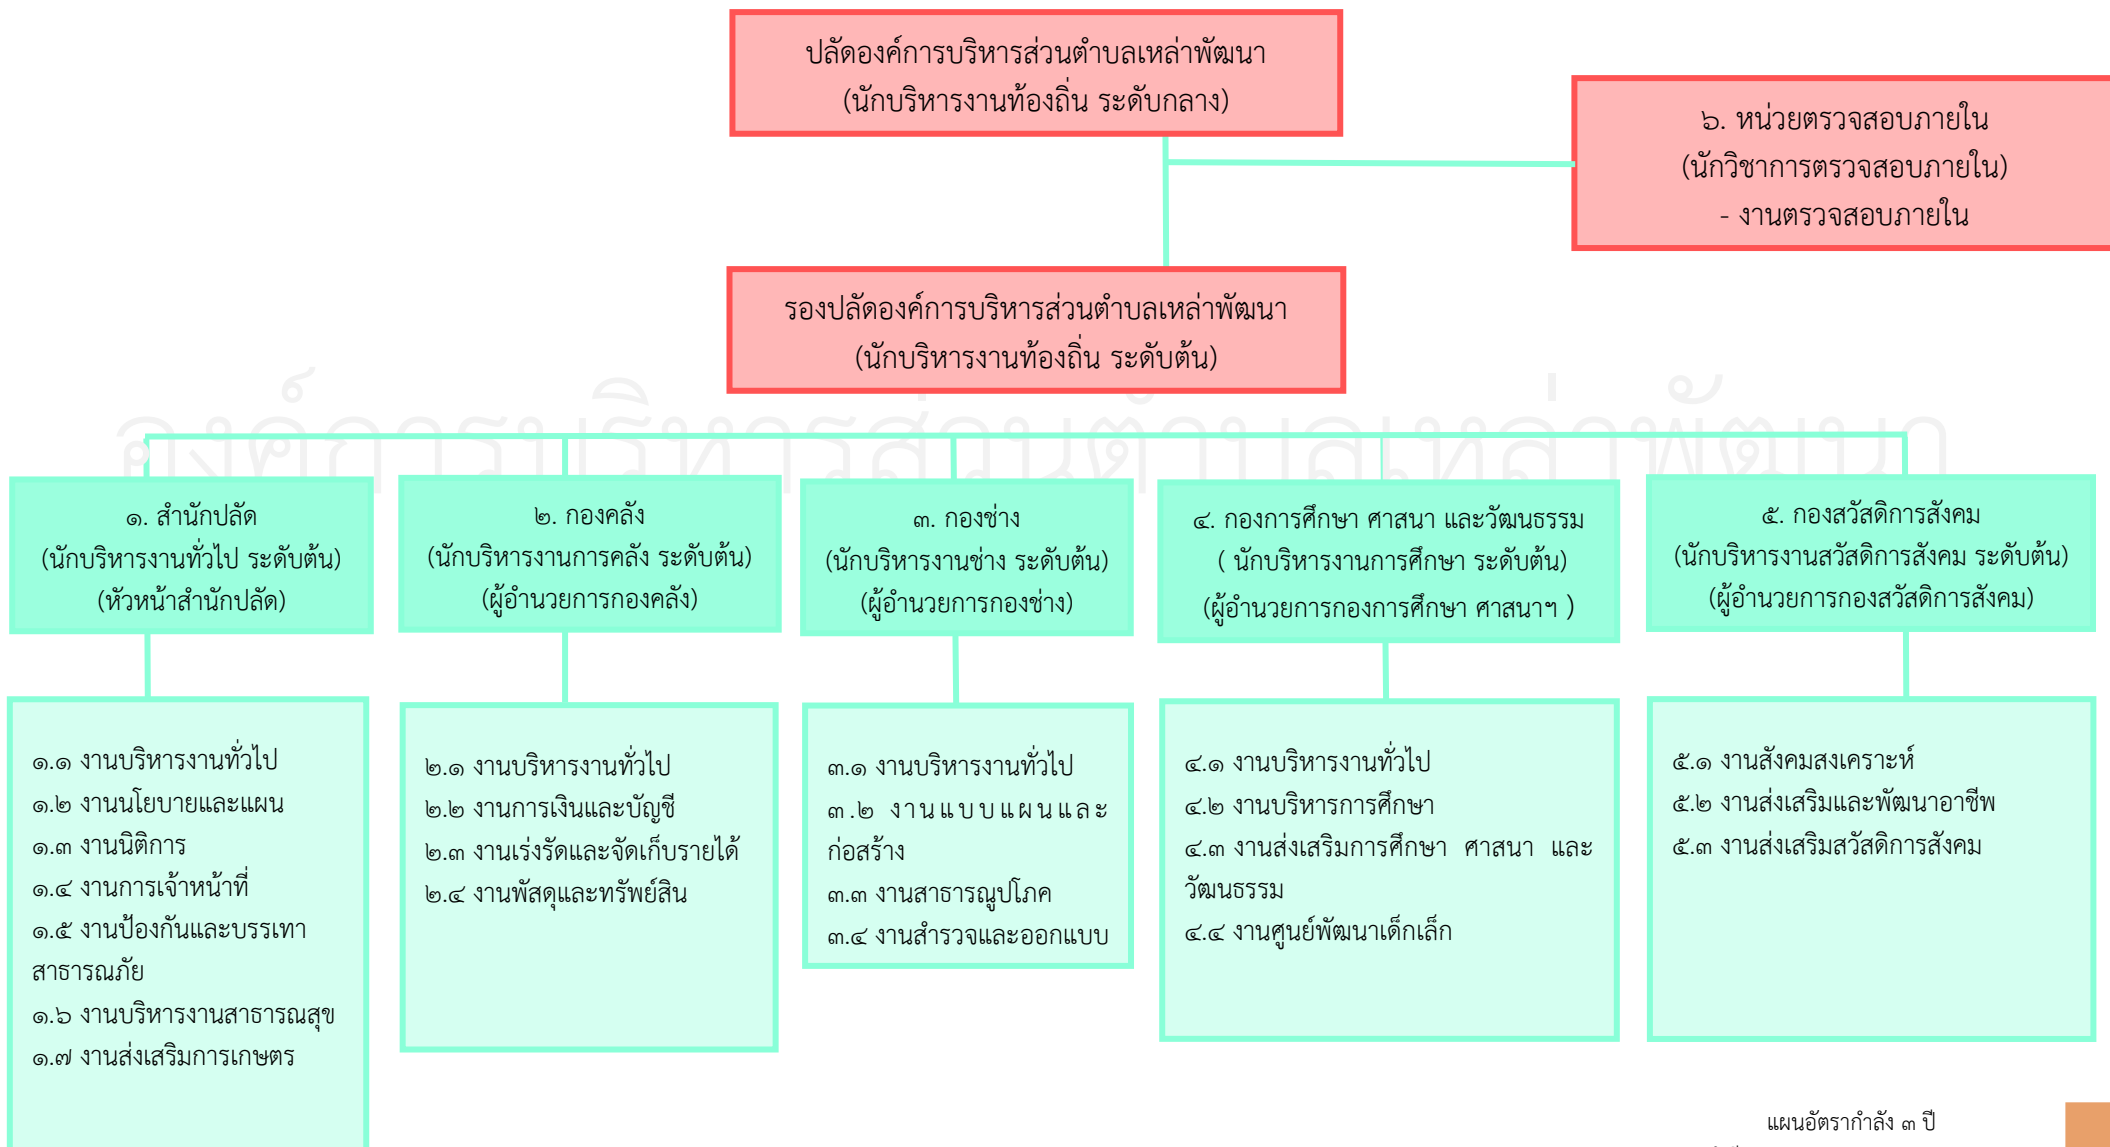 ปลัดองค์การบริหารส่วนตำบลเหล่าพัฒนา
(นักบริหารงานท้องถิ่น ระดับกลาง)
๖. หน่วยตรวจสอบภายใน
(นักวิชาการตรวจสอบภายใน)
- งานตรวจสอบภายใน
รองปลัดองค์การบริหารส่วนตำบลเหล่าพัฒนา
(นักบริหารงานท้องถิ่น ระดับต้น)
องค์การบริหารส่วนตำบลเหล่าพัฒนา
๑. สำนักปลัด
(นักบริหารงานทั่วไป ระดับต้น)
(หัวหน้าสำนักปลัด)
๒. กองคลัง
(นักบริหารงานการคลัง ระดับต้น)
(ผู้อำนวยการกองคลัง)
๓. กองช่าง
(นักบริหารงานช่าง ระดับต้น)
(ผู้อำนวยการกองช่าง)
๔. กองการศึกษา ศาสนา และวัฒนธรรม
( นักบริหารงานการศึกษา ระดับต้น)
(ผู้อำนวยการกองการศึกษา ศาสนาฯ )
๕. กองสวัสดิการสังคม
(นักบริหารงานสวัสดิการสังคม ระดับต้น)
(ผู้อำนวยการกองสวัสดิการสังคม)
๑.๑ งานบริหารงานทั่วไป
๑.๒ งานนโยบายและแผน
๑.๓ งานนิติการ
๑.๔ งานการเจ้าหน้าที่
๑.๕ งานป้องกันและบรรเทา
สาธารณภัย
๑.๖ งานบริหารงานสาธารณสุข
๑.๗ งานส่งเสริมการเกษตร
๒.๑ งานบริหารงานทั่วไป
๒.๒ งานการเงินและบัญชี
๒.๓ งานเร่งรัดและจัดเก็บรายได้
๒.๔ งานพัสดุและทรัพย์สิน
๓.๑ งานบริหารงานทั่วไป
๓.๒ งานแบบแผนและ
ก่อสร้าง
๓.๓ งานสาธารณูปโภค
๓.๔ งานสำรวจและออกแบบ
๔.๑ งานบริหารงานทั่วไป
๔.๒ งานบริหารการศึกษา
๔.๓ งานส่งเสริมการศึกษา ศาสนา และ
วัฒนธรรม
๔.๔ งานศูนย์พัฒนาเด็กเล็ก
๕.๑ งานสังคมสงเคราะห์
๕.๒ งานส่งเสริมและพัฒนาอาชีพ
๕.๓ งานส่งเสริมสวัสดิการสังคม
แผนอัตรากำลัง ๓ ปี